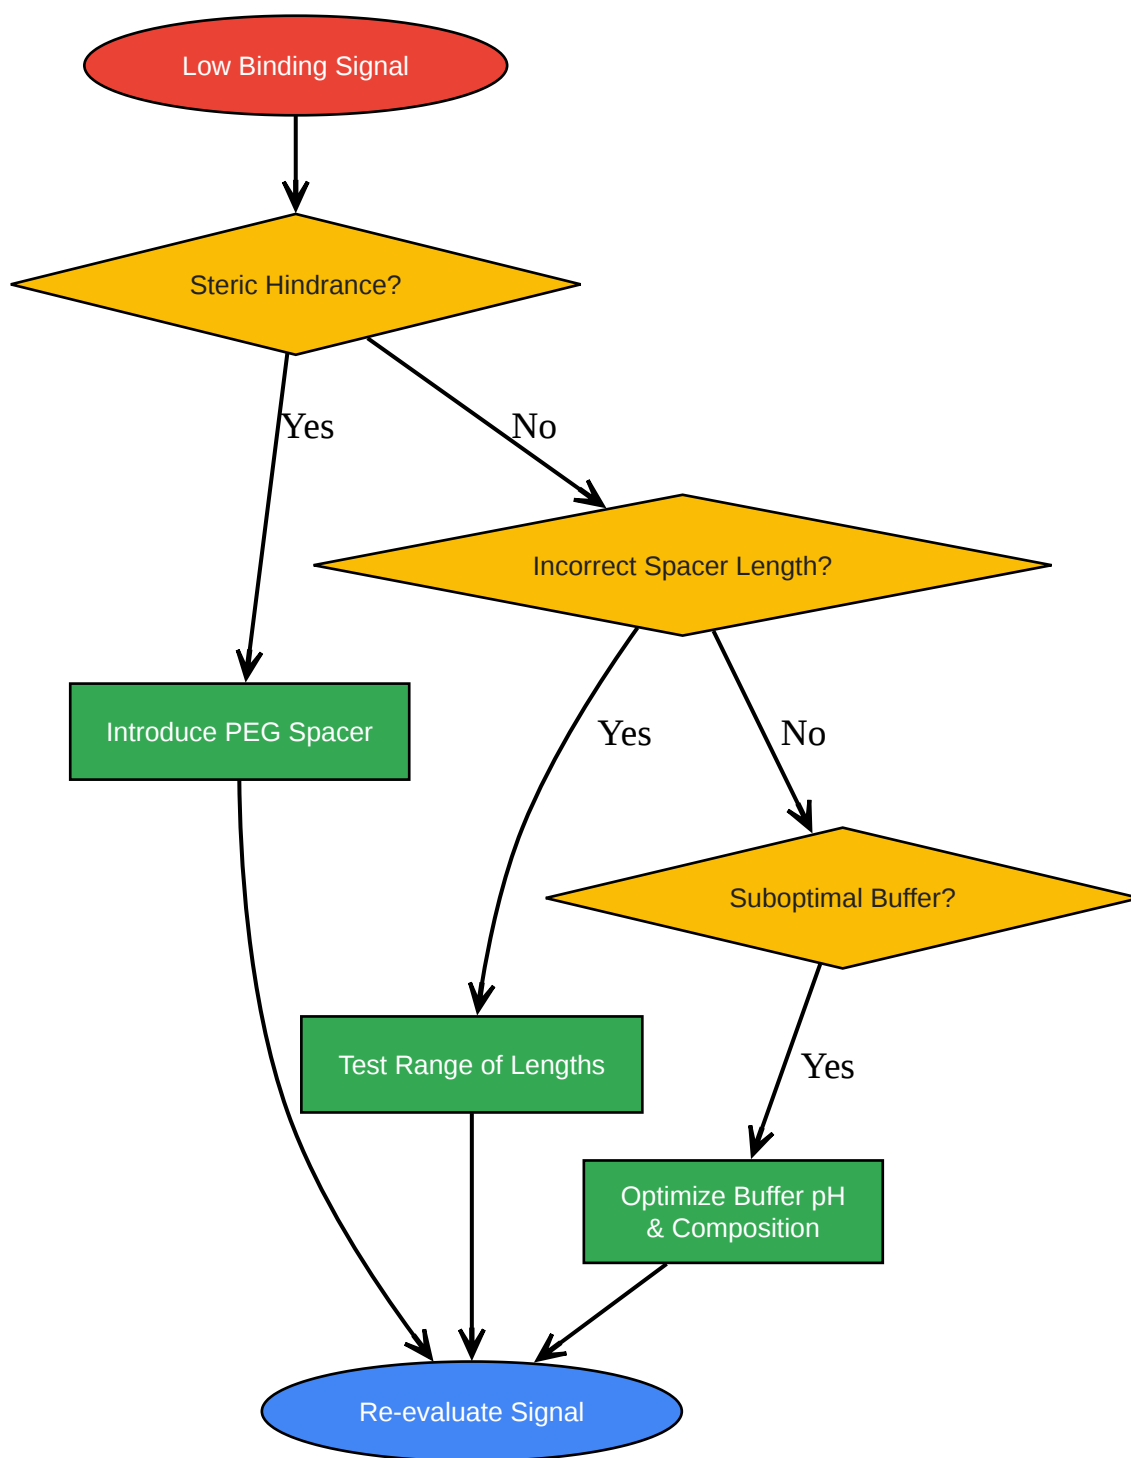 Low Binding Signal
Steric Hindrance?
Yes
No
Incorrect Spacer Length?
Introduce PEG Spacer
Yes
No
Suboptimal Buffer?
Test Range of Lengths
Yes
Optimize Buffer pH
& Composition
Re-evaluate Signal